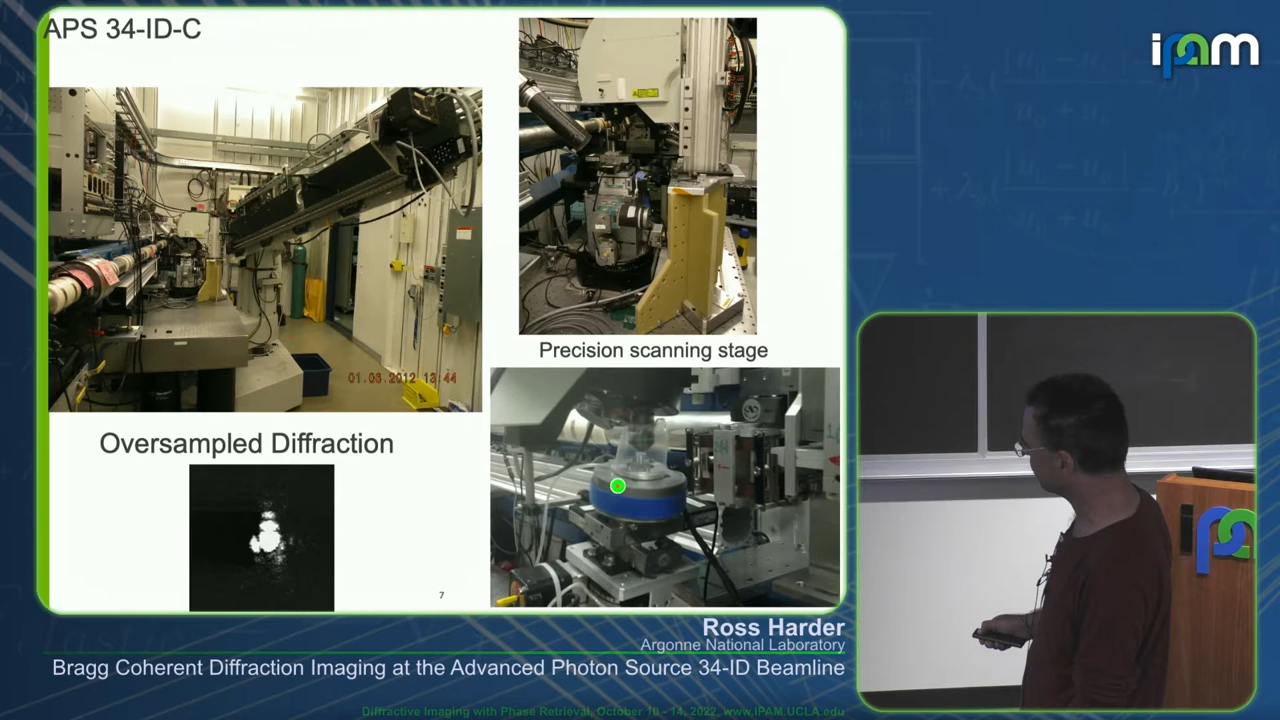 APS 34-ID-C
ipam
01.06.2012 13:44
Precision scanning stage
Oversampled Diffraction
7
Ross Harder
Argonne National Laboratory
Bragg Coherent Diffraction Imaging at the Advanced Photon Source 34-ID Beamline
Diffractive Imaging with Phase Retrieval, October 10 - 14, 2022, www.IPAM.UCLA.edu